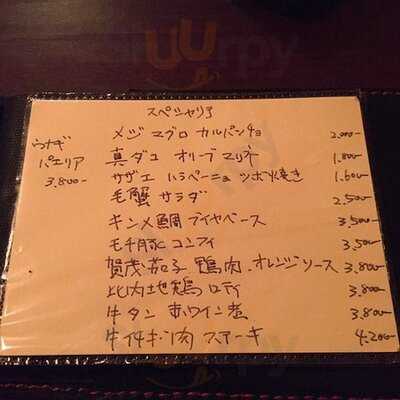 スペシャリテ
メジマグロ カルパッチョ 2,000-
真ダコ オリーブマリネ 1,800-
サザエ ハラペーニョ ツボ焼き 1,600-
毛蟹 サラダ 2,500-
キンメ鯛 ブイヤベース 3,500-
モチ豚 コンフィ 3,500-
賀茂茄子 鴨肉 オレンジソース 3,800-
比内地鶏 ロティ 3,800-
牛タン 赤ワイン煮 3,800-
牛 肉 ステーキ 4,200-
ウナギ
パエリア
3,800-